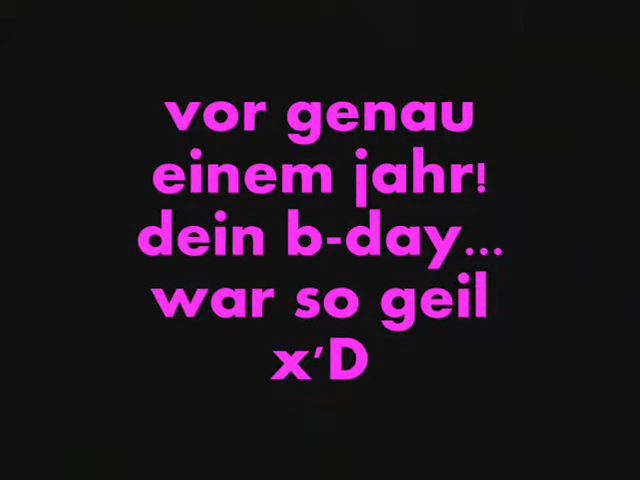 vor genau
einem jahr!
dein b-day...
war so geil
x'D